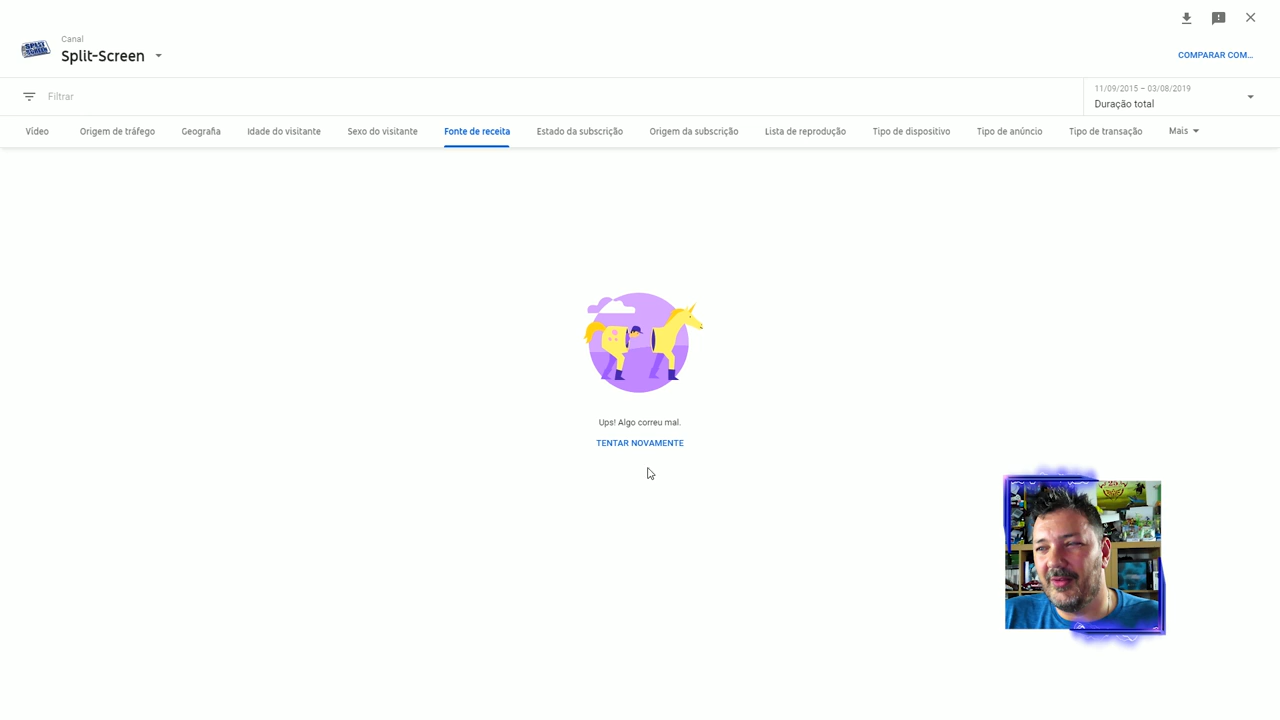 Canal
SPLIT SCREEN
Split-Screen
COMPARAR COM...
Filtrar
11/09/2015 – 03/08/2019
Duração total
Vídeo
Origem de tráfego
Geografia
Idade do visitante
Sexo do visitante
Fonte de receita
Estado da subscrição
Origem da subscrição
Lista de reprodução
Tipo de dispositivo
Tipo de anúncio
Tipo de transação
Mais
Ups! Algo correu mal.
TENTAR NOVAMENTE